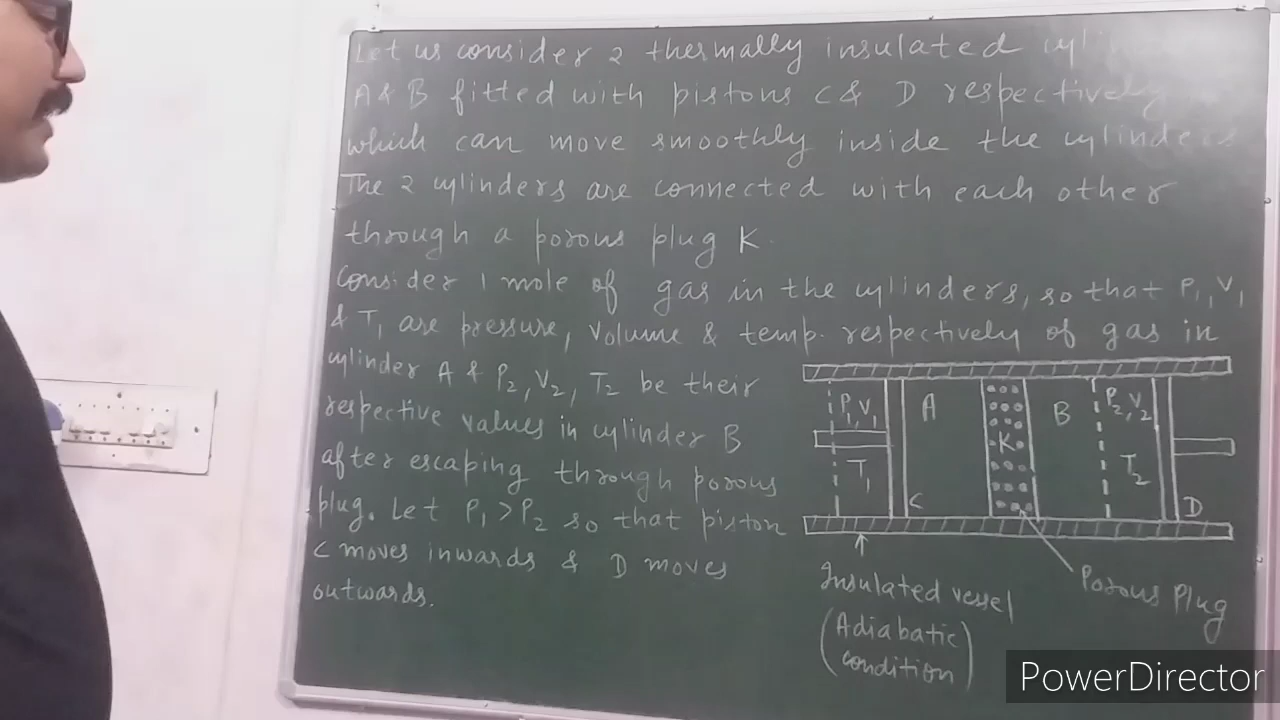 Let us consider 2 thermally insulated
A & B fitted with pistons C & D respectively
which can move smoothly inside the cylinders
The 2 cylinders are connected with each other
through a porous plug K.
Consider 1 mole of gas in the cylinders, so that P1, V1
& T1 are pressure, Volume & temp. respectively of gas in
cylinder A & P2, V2, T2 be their
respective values in cylinder B
after escaping through porous
plug. Let P1 > P2 so that piston
C moves inwards & D moves
outwards.
P1 V1
A
K
B
P2, V2
T1
T2
C
D
Insulated vessel
(Adiabatic
condition)
Porous Plug
PowerDirector